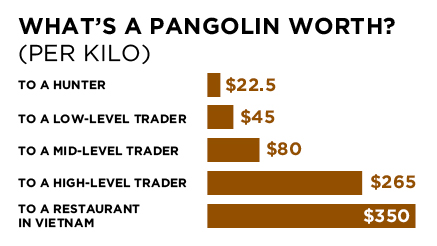 WHAT'S A PANGOLIN WORTH?
(PER KILO)
TO A HUNTER $22.5
TO A LOW-LEVEL TRADER $45
TO A MID-LEVEL TRADER $80
TO A HIGH-LEVEL TRADER $265
TO A RESTAURANT
IN VIETNAM $350